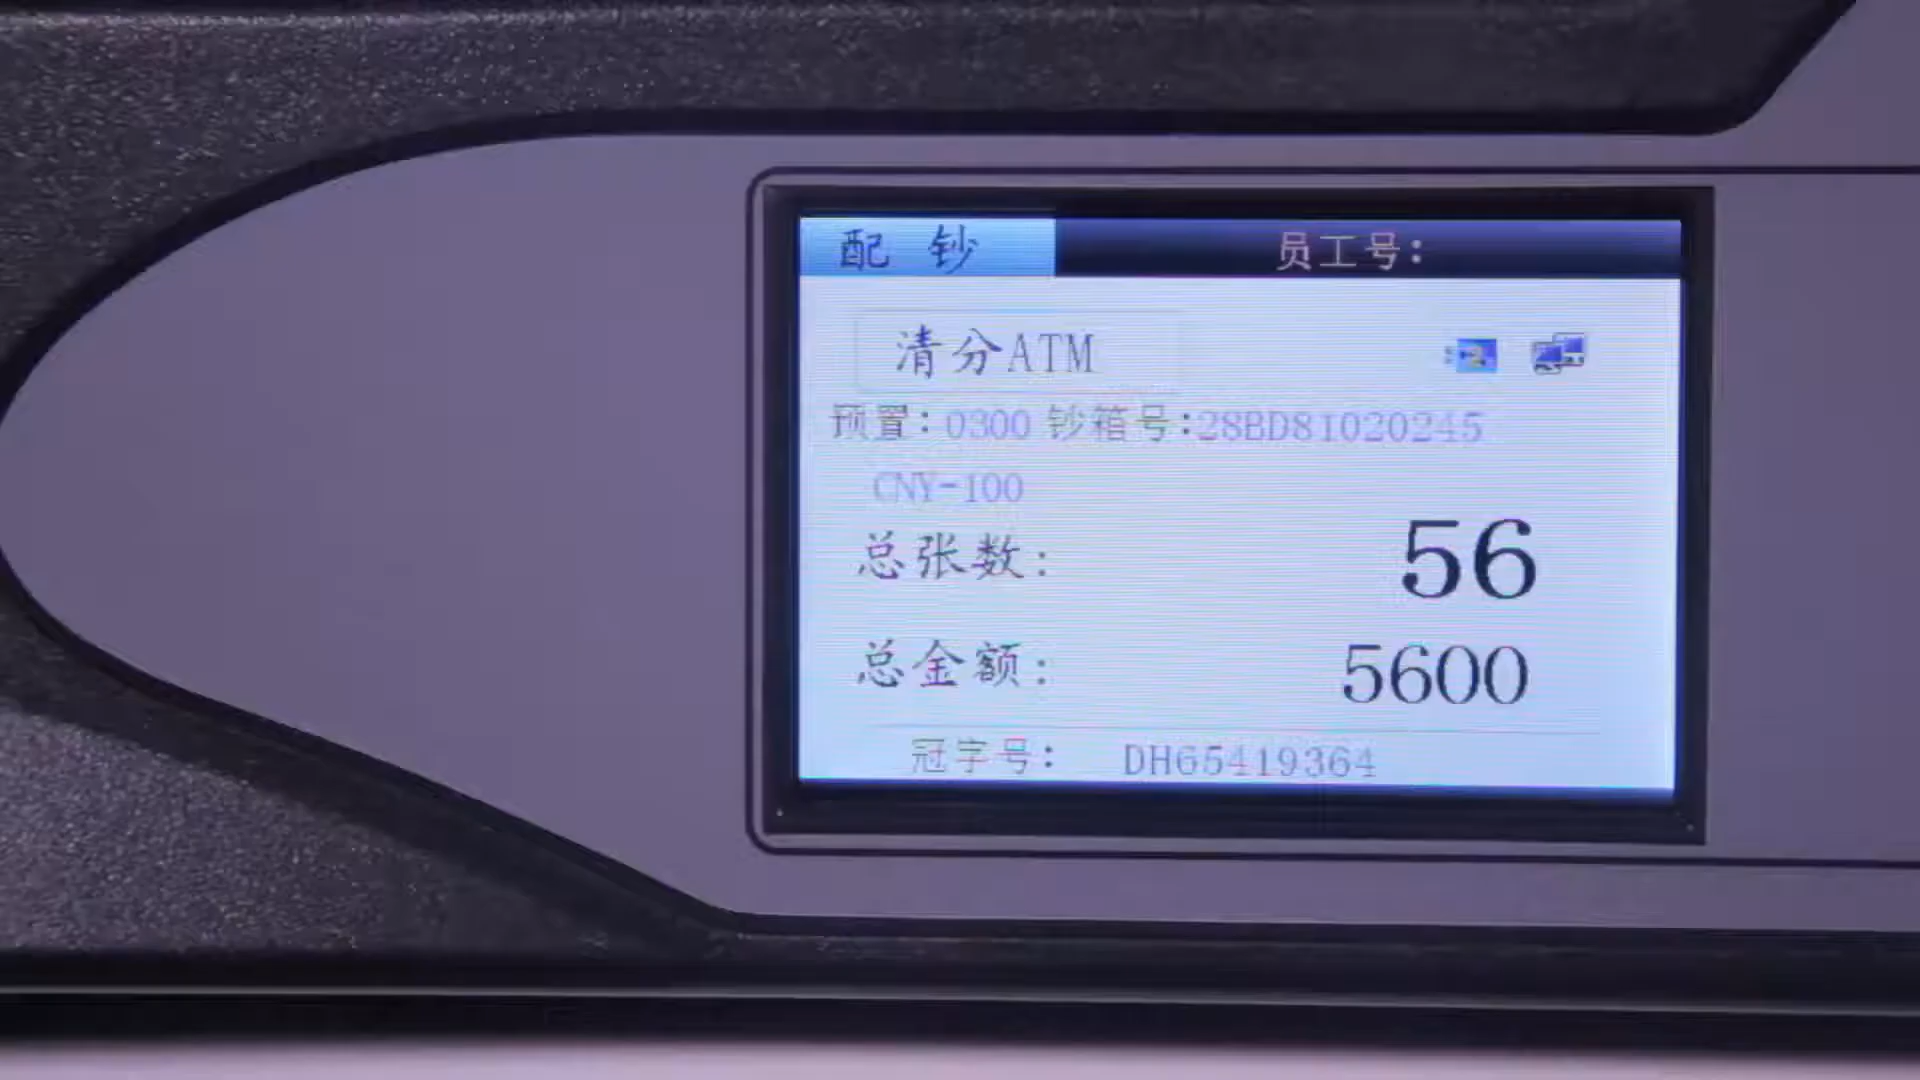 配 钞 员工号:
清分ATM
预置: 0300 钞箱号:28BD81020245
CNY-100
总张数: 56
总金额: 5600
冠字号: DH65419364